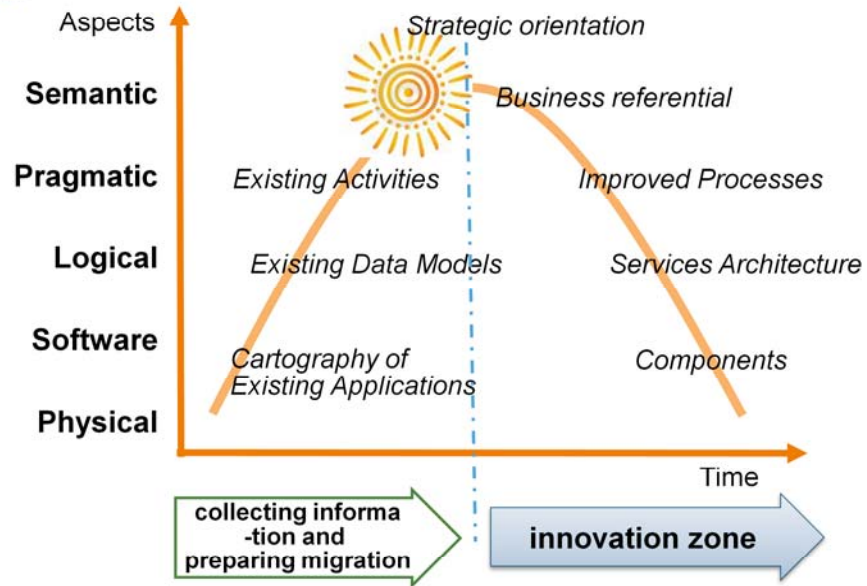 Aspects
Strategic orientation
Semantic
Business referential
Pragmatic
Existing Activities
Improved Processes
Logical
Existing Data Models
Services Architecture
Software
Cartography of
Existing Applications
Components
Physical
Time
collecting informa
-tion and
preparing migration
innovation zone